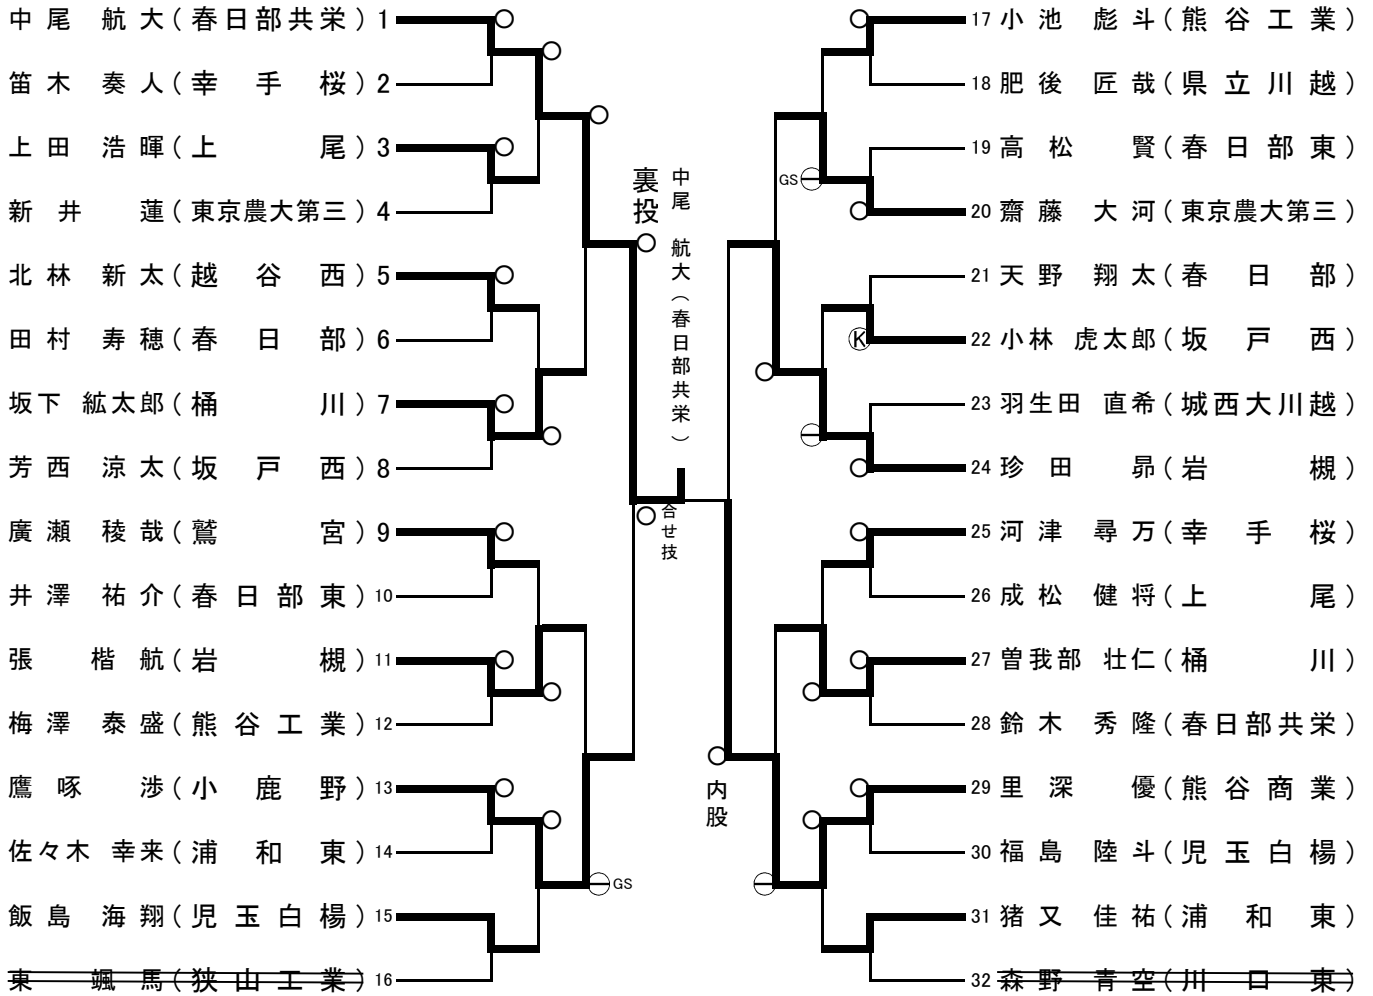 中尾 航大(春日部共栄) 1
笛木 奏人(幸手桜) 2
上田 浩暉(上尾) 3
新井 蓮(東京農大第三) 4
北林 新太(越谷西) 5
田村 寿穂(春日部) 6
坂下 紘太郎(桶川) 7
芳西 涼太(坂戸西) 8
廣瀬 稜哉(鷲宮) 9
井澤 祐介(春日部東) 10
張 楷航(岩槻) 11
梅澤 泰盛(熊谷工業) 12
鷹啄 渉(小鹿野) 13
佐々木 幸来(浦和東) 14
飯島 海翔(児玉白楊) 15
東 颯馬(狭山工業) 16
GS
裏投
中尾 航大(春日部共栄)
合せ技
内股
GS
K
17 小池 彪斗(熊谷工業)
18 肥後 匠哉(県立川越)
19 高松 賢(春日部東)
20 齋藤 大河(東京農大第三)
21 天野 翔太(春日部)
22 小林 虎太郎(坂戸西)
23 羽生田 直希(城西大川越)
24 珍田 昴(岩槻)
25 河津 尋万(幸手桜)
26 成松 健将(上尾)
27 曽我部 壮仁(桶川)
28 鈴木 秀隆(春日部共栄)
29 里深 優(熊谷商業)
30 福島 陸斗(児玉白楊)
31 猪又 佳祐(浦和東)
32 森野 青空(川口東)